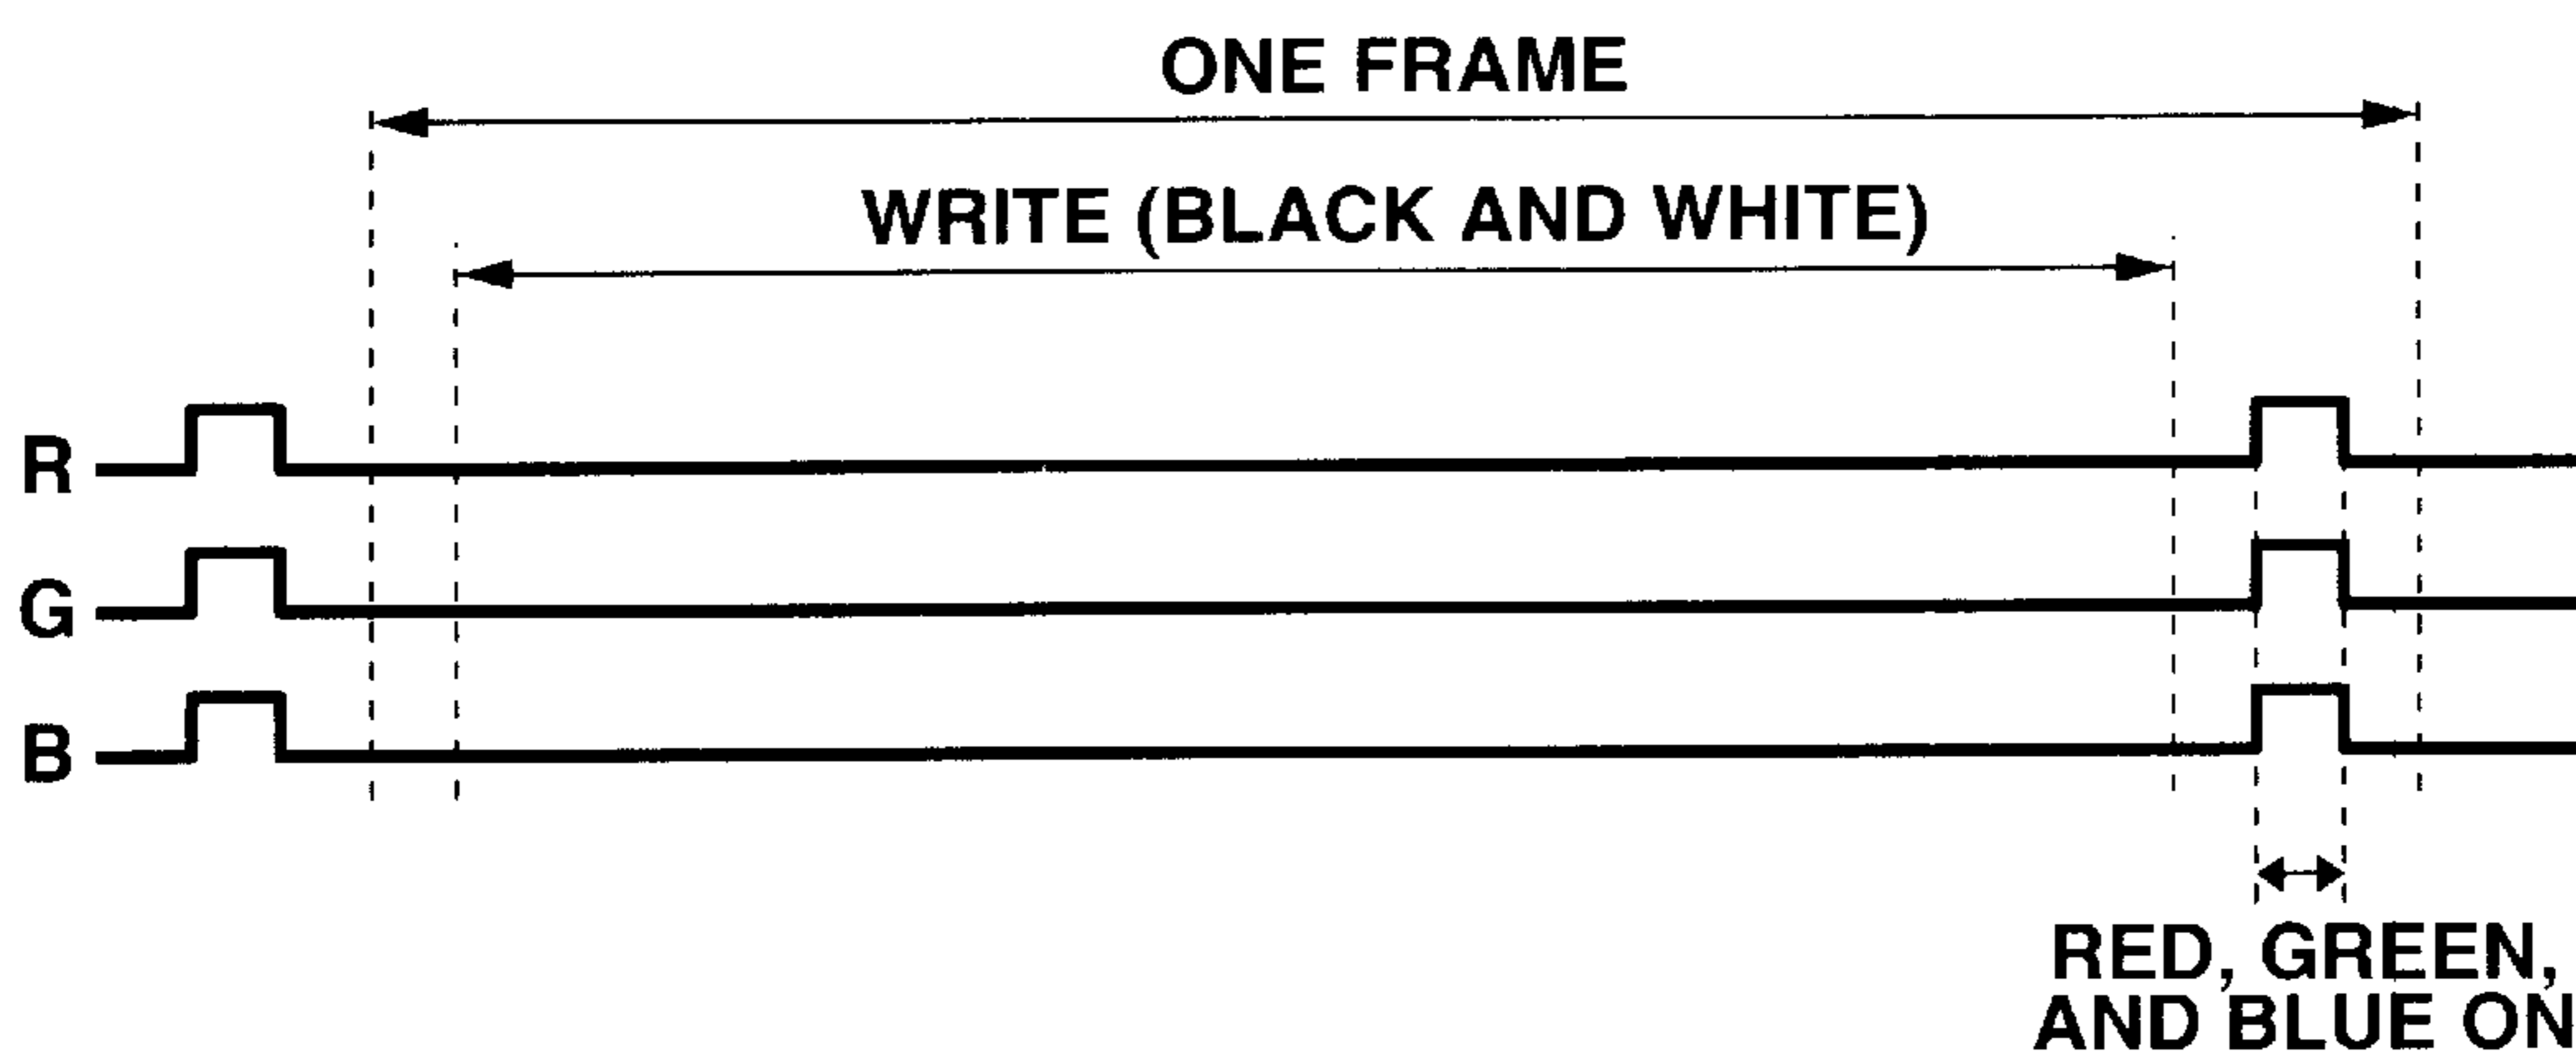 ONE FRAME
WRITE (BLACK AND WHITE)
R
G
B
RED, GREEN,
AND BLUE ON